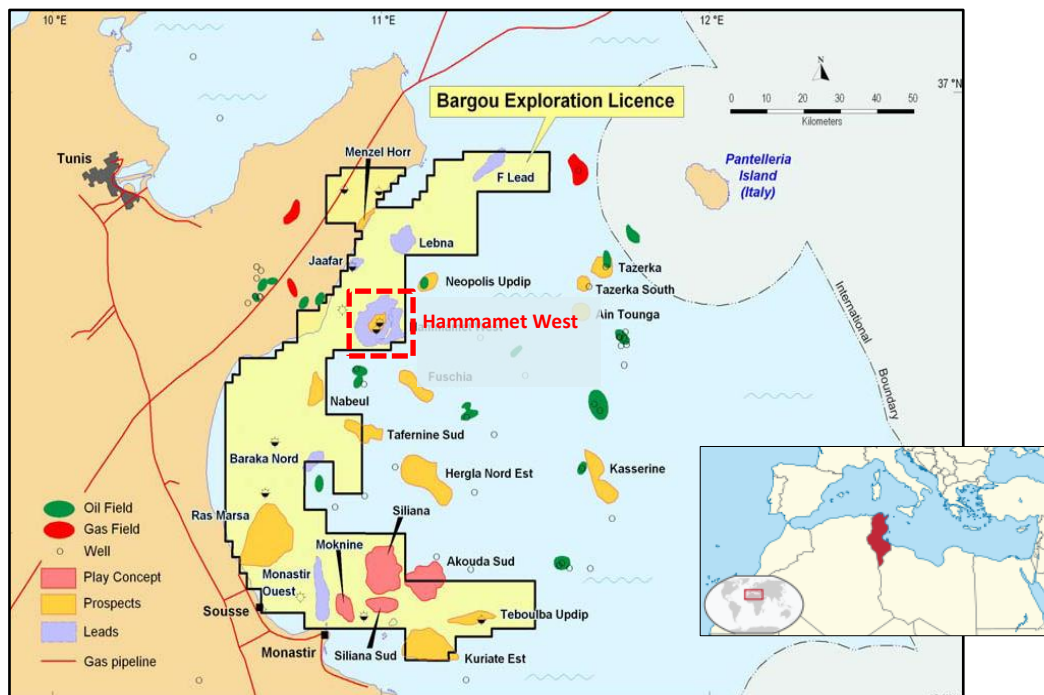 10 °E
11 °E
12 °E
37 °N
N
0 10 20 30 40 50
Kilometers
Bargou Exploration Licence
Tunis
Menzel Horr
F Lead
Pantelleria
Island
(Italy)
Lebna
Jaafar
Neopolis Updip
Tazerka
Tazerka South
Hammamet West
Ain Tounga
International
Boundary
Fuschia
Nabeul
Tafernine Sud
Baraka Nord
Hergla Nord Est
Kasserine
Ras Marsa
Siliana
Moknine
Akouda Sud
Monastir
Ouest
Sousse
Teboulba Updip
Monastir
Siliana Sud
Kuriate Est
Oil Field
Gas Field
Well
Play Concept
Prospects
Leads
Gas pipeline